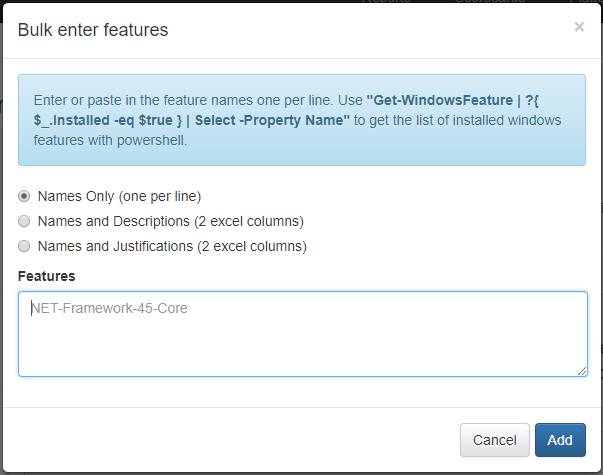 Bulk enter features
×
Enter or paste in the feature names one per line. Use "Get-WindowsFeature | ?{
$_.Installed -eq $true } | Select -Property Name" to get the list of installed windows
features with powershell.
Names Only (one per line)
Names and Descriptions (2 excel columns)
Names and Justifications (2 excel columns)
Features
NET-Framework-45-Core
Cancel Add